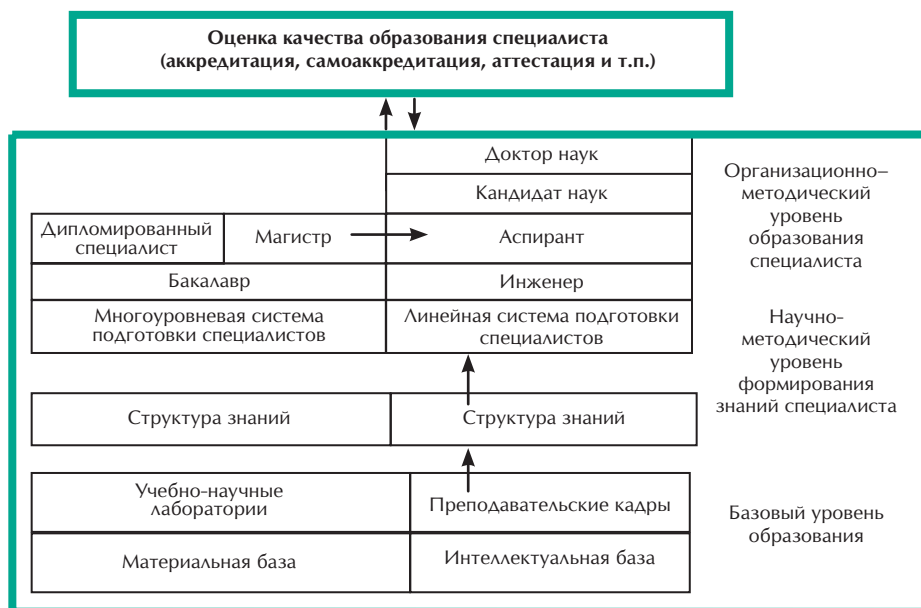 Оценка качества образования специалиста
(аккредитация, самоаккредитация, аттестация и т.п.)
Доктор наук
Кандидат наук
Дипломированный
специалист
Магистр
Аспирант
Бакалавр
Инженер
Многоуровневая система
подготовки специалистов
Линейная система подготовки
специалистов
Организационно–
методический
уровень
образования
специалиста
Научно-
методический
уровень
формирования
знаний специалиста
Структура знаний
Структура знаний
Учебно-научные
лаборатории
Преподавательские кадры
Материальная база
Интеллектуальная база
Базовый уровень
образования